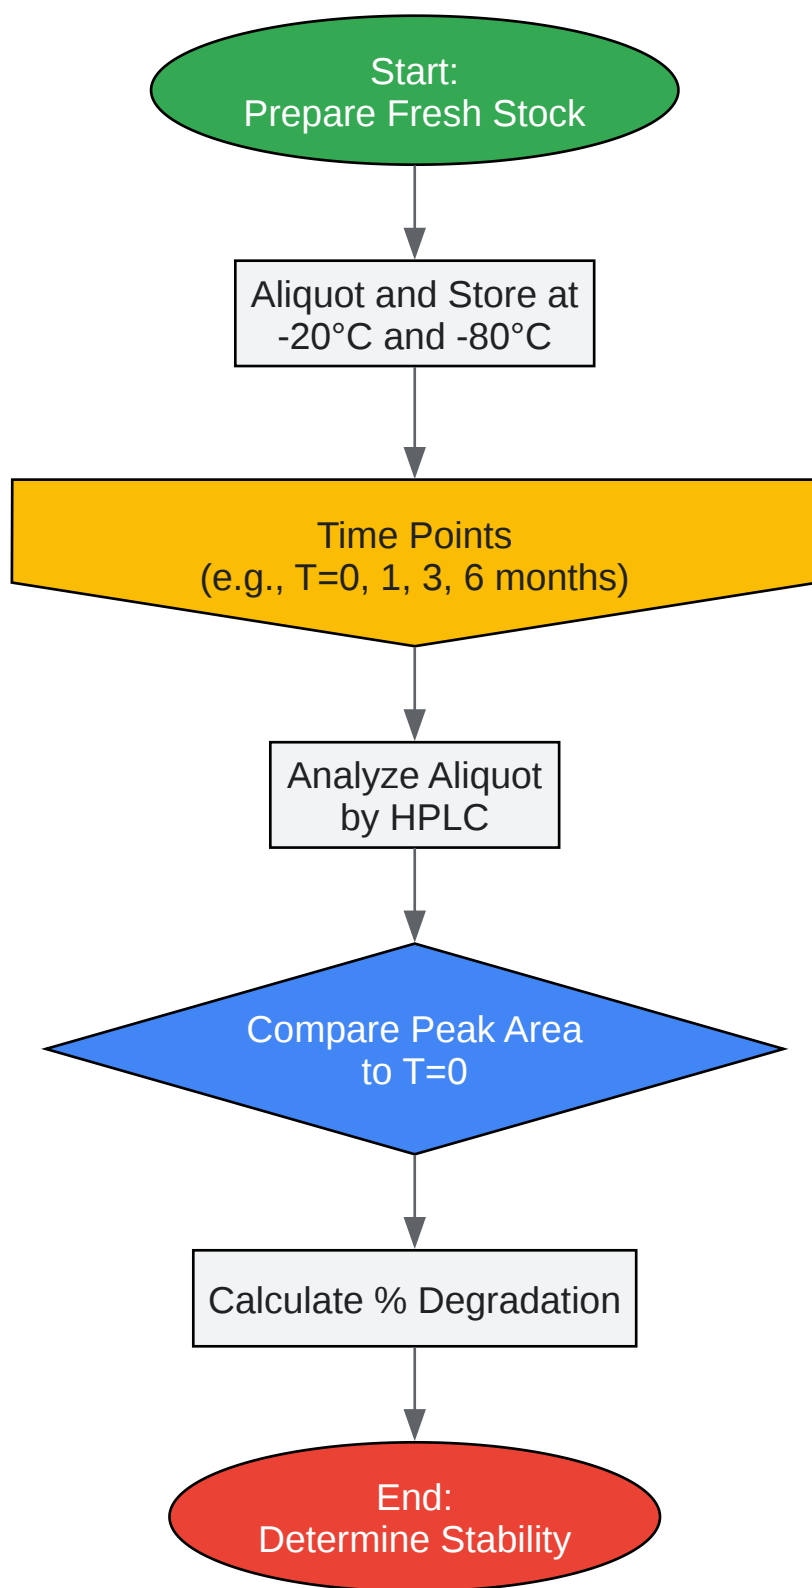 Start:
Prepare Fresh Stock
Aliquot and Store at
-20°C and -80°C
Time Points
(e.g., T=0, 1, 3, 6 months)
Analyze Aliquot
by HPLC
Compare Peak Area
to T=0
Calculate % Degradation
End:
Determine Stability